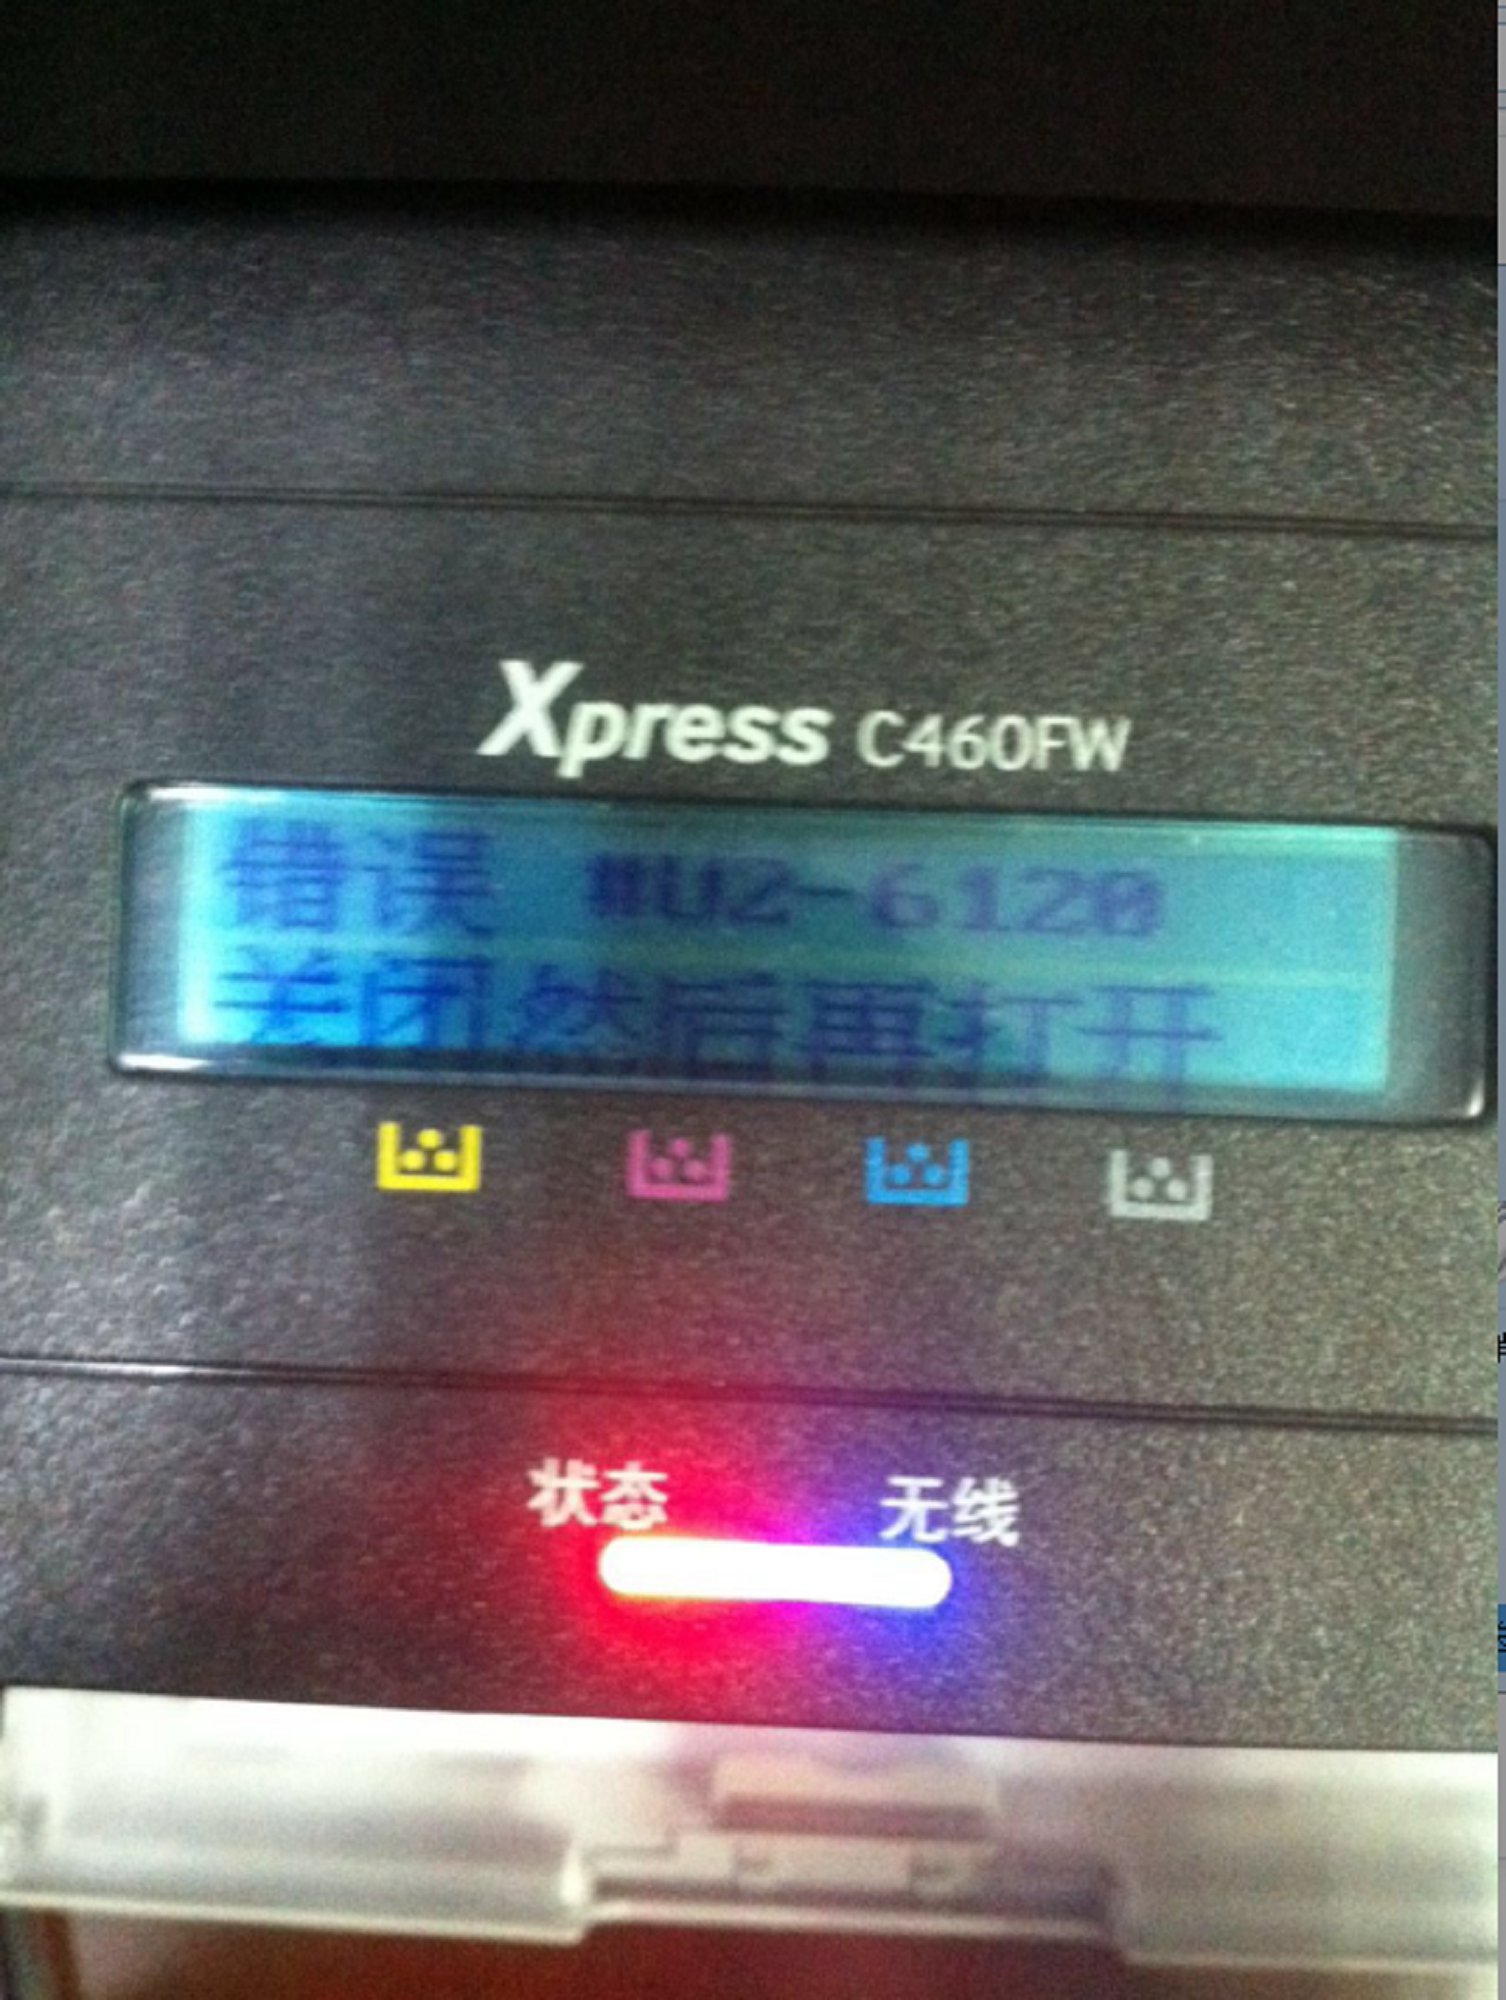 Xpress C460FW
错误 #U2-6120
关闭然后再打开
状态 无线